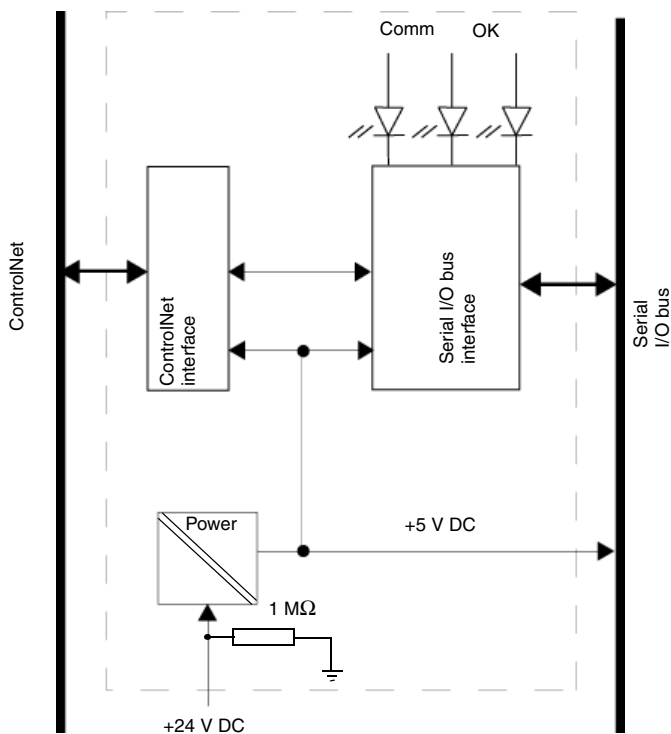 Comm OK
ControlNet
ControlNet
interface
Serial I/O bus
interface
Serial
I/O bus
Power
+5 V DC
1 MΩ
+24 V DC